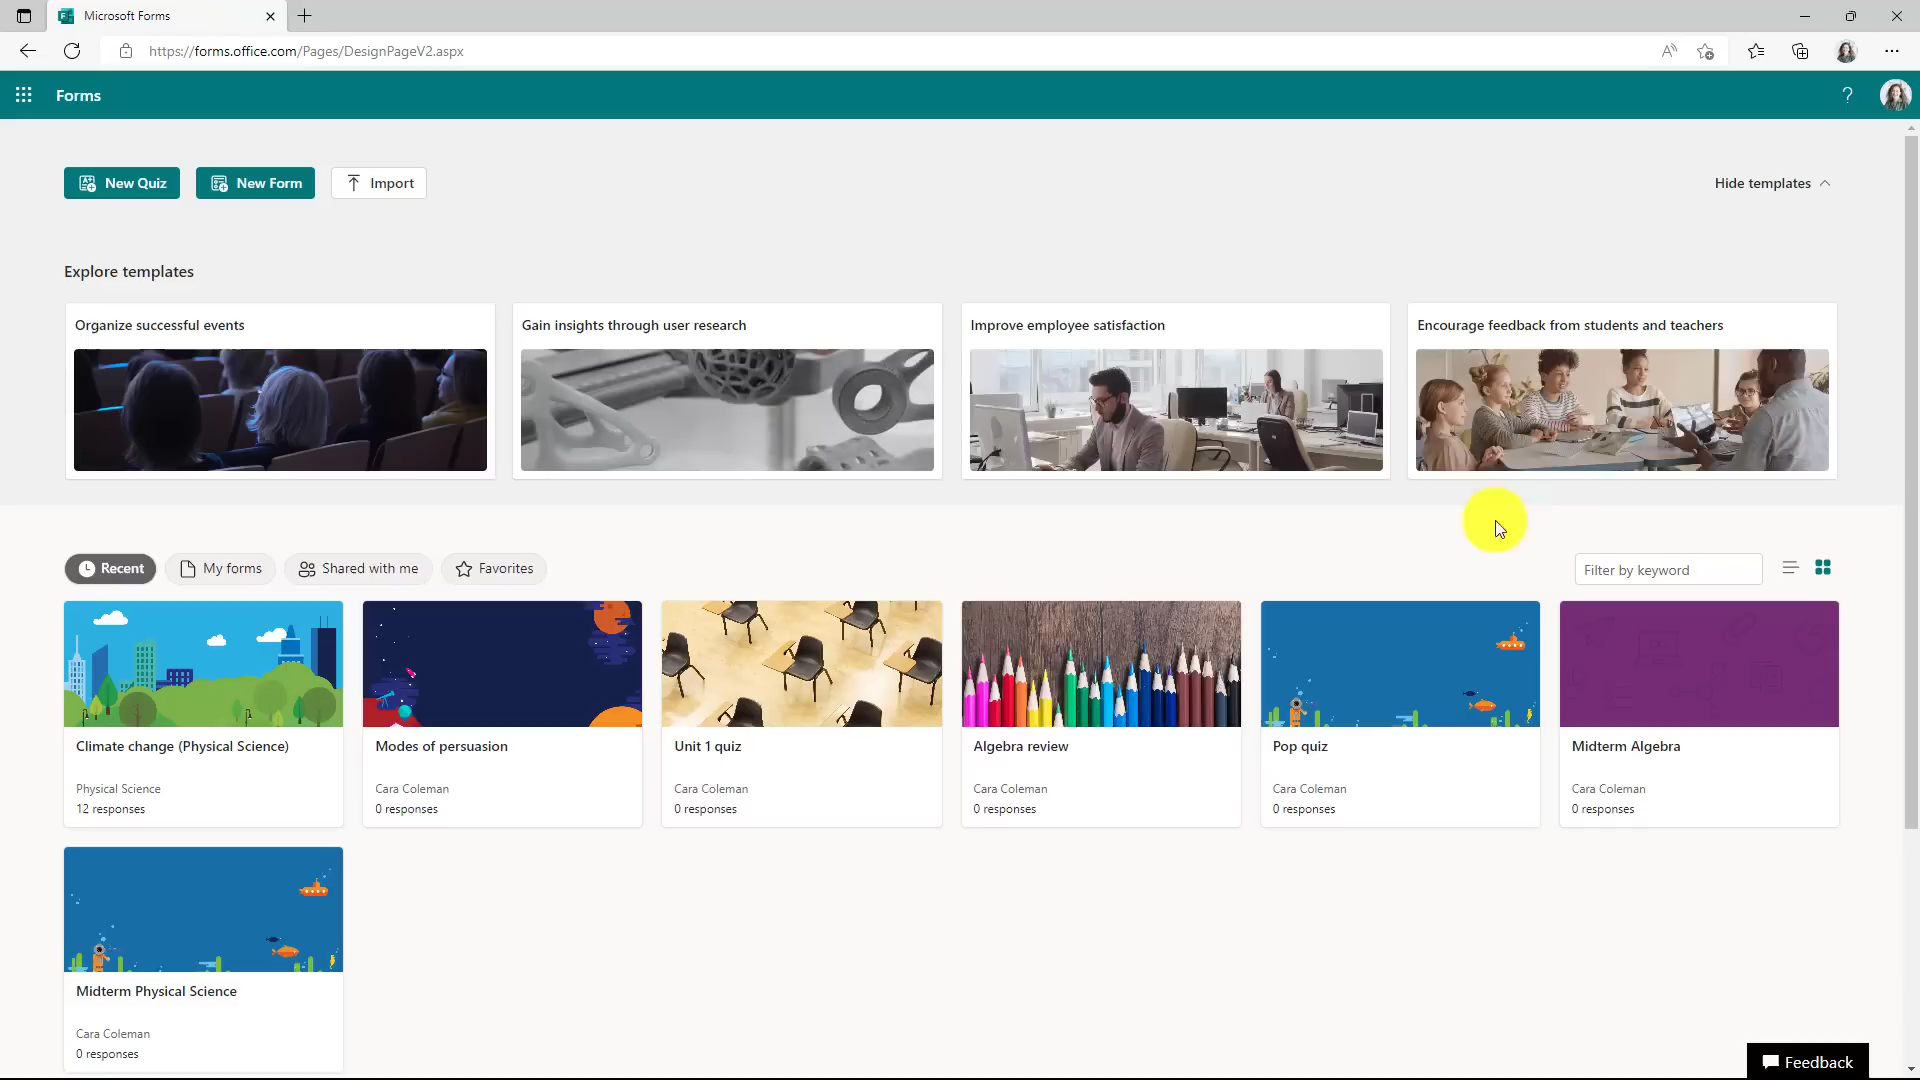 Microsoft Forms
https://forms.office.com/Pages/DesignPageV2.aspx
Forms
?
New Quiz
New Form
Import
Hide templates
Explore templates
Organize successful events
Gain insights through user research
Improve employee satisfaction
Encourage feedback from students and teachers
Recent
My forms
Shared with me
Favorites
Filter by keyword
Climate change (Physical Science)
Physical Science
12 responses
Modes of persuasion
Cara Coleman
0 responses
Unit 1 quiz
Cara Coleman
0 responses
Algebra review
Cara Coleman
0 responses
Pop quiz
Cara Coleman
0 responses
Midterm Algebra
Cara Coleman
0 responses
Midterm Physical Science
Cara Coleman
0 responses
Feedback